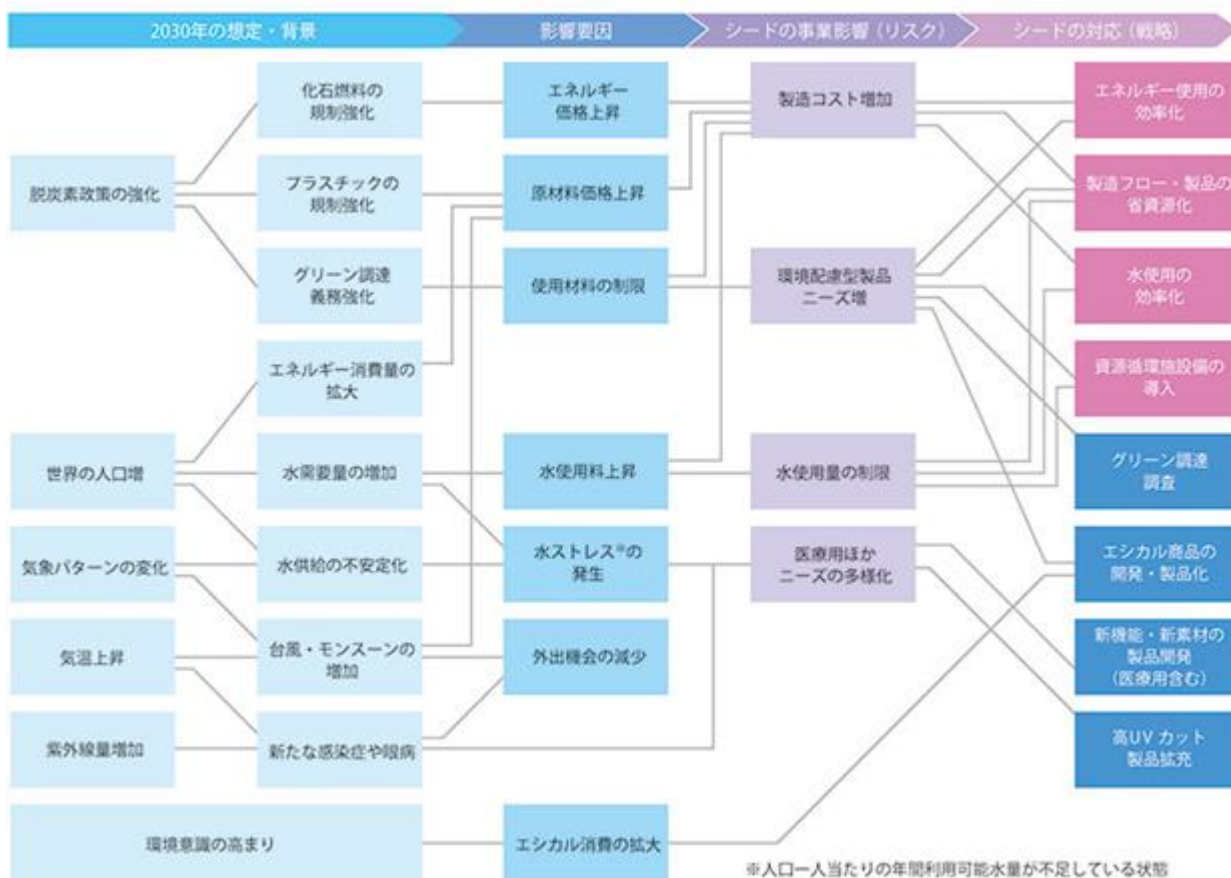 2030年の想定・背景
影響要因
シードの事業影響（リスク）
シードの対応（戦略）
脱炭素政策の強化
世界の人口増
気象パターンの変化
気温上昇
紫外線量増加
環境意識の高まり
化石燃料の
規制強化
プラスチックの
規制強化
グリーン調達
義務強化
エネルギー消費量の
拡大
水需要量の増加
水供給の不安定化
台風・モンスーンの
増加
新たな感染症や眼病
エネルギー
価格上昇
原材料価格上昇
使用材料の制限
水使用料上昇
水ストレス※の
発生
外出機会の減少
エシカル消費の拡大
製造コスト増加
環境配慮型製品
ニーズ増
水使用量の制限
医療用ほか
ニーズの多様化
エネルギー使用の
効率化
製造フロー・製品の
省資源化
水使用の
効率化
資源循環施設備の
導入
グリーン調達
調査
エシカル商品の
開発・製品化
新機能・新素材の
製品開発
（医療用含む）
高UV カット
製品拡充
※人口一人当たりの年間利用可能水量が不足している状態